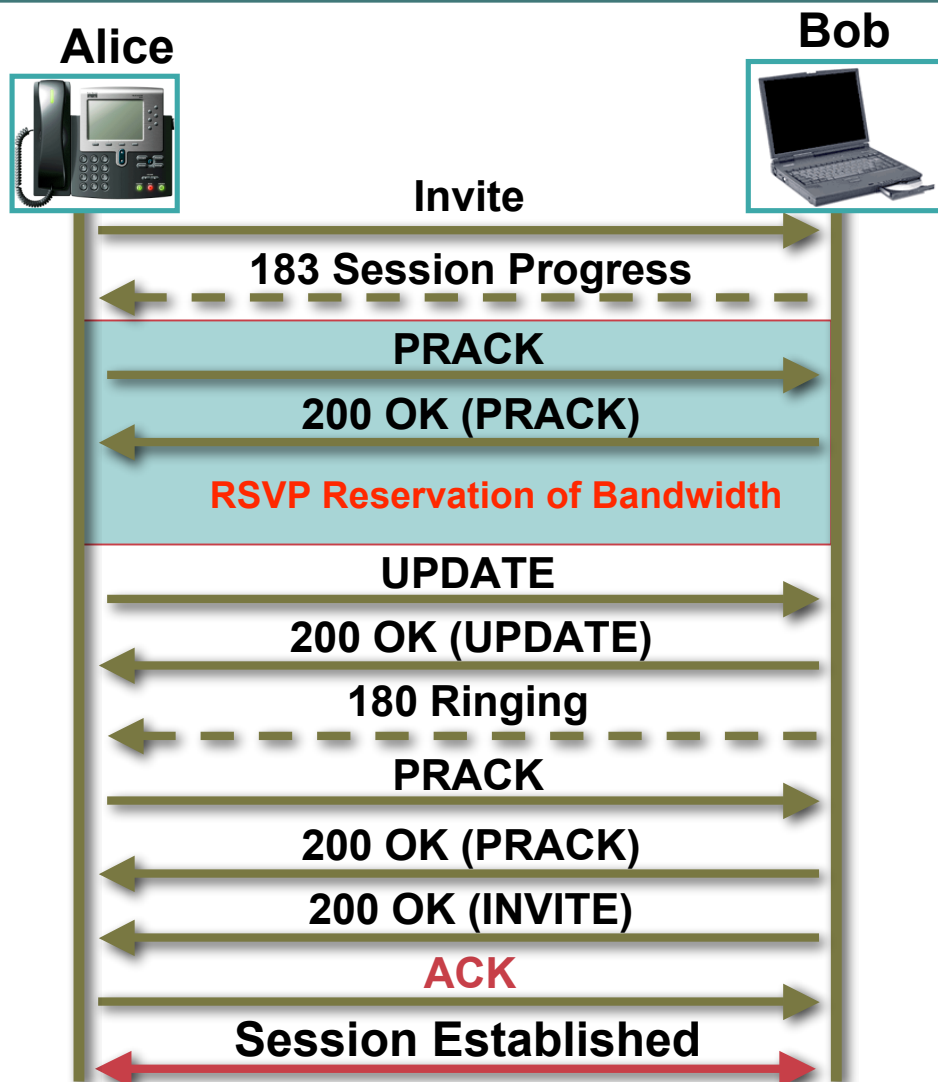 Alice
Bob
Invite
183 Session Progress
PRACK
200 OK (PRACK)
RSVP Reservation of Bandwidth
UPDATE
200 OK (UPDATE)
180 Ringing
PRACK
200 OK (PRACK)
200 OK (INVITE)
ACK
Session Established